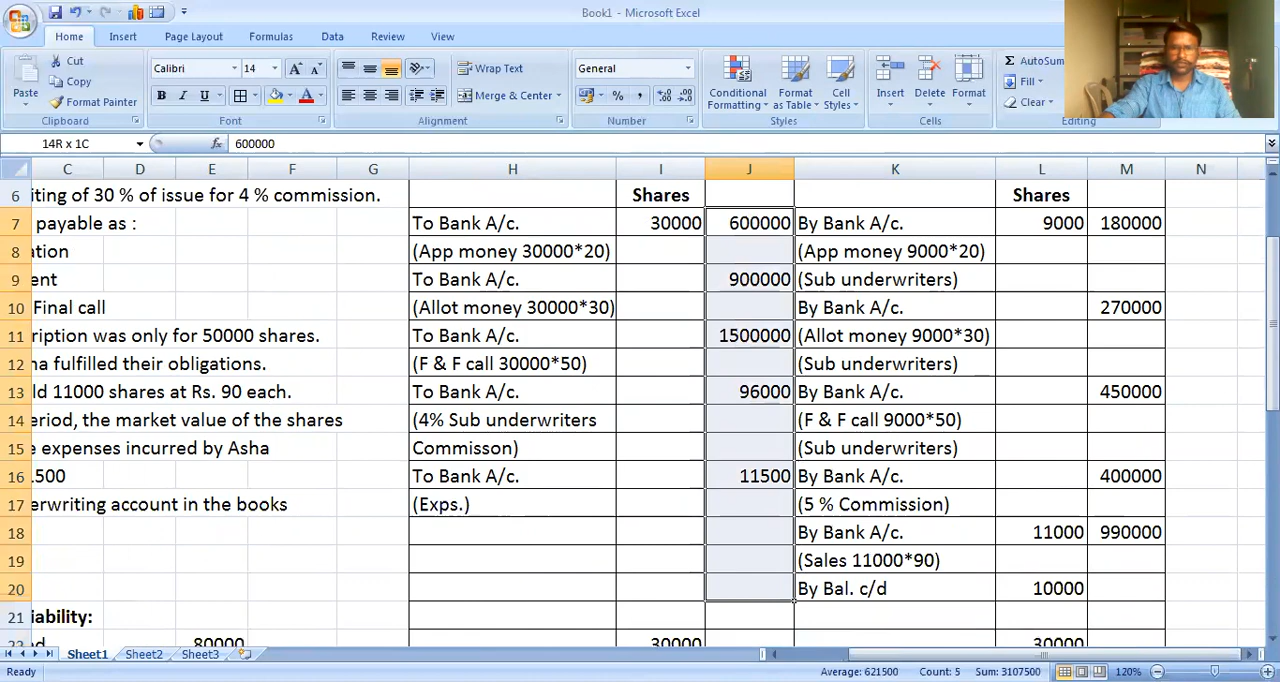 Book1 - Microsoft Excel
Home Insert Page Layout Formulas Data Review View
Cut
Copy
Format Painter
Paste
Clipboard
Calibri 14
B I U
Font
Wrap Text
Merge & Center
Alignment
General
Number
Conditional Formatting
Format as Table
Cell Styles
Styles
Insert Delete Format
Cells
Σ AutoSum
Fill
Clear
Editing
14R x 1C fx 600000
C D E F G H I J K L M N
6 iting of 30 % of issue for 4 % commission. Shares Shares
7 payable as : To Bank A/c. 30000 600000 By Bank A/c. 9000 180000
8 ation (App money 30000*20) (App money 9000*20)
9 ent To Bank A/c. 900000 (Sub underwriters)
10 Final call (Allot money 30000*30) By Bank A/c. 270000
11 ription was only for 50000 shares. To Bank A/c. 1500000 (Allot money 9000*30)
12 na fulfilled their obligations. (F & F call 30000*50) (Sub underwriters)
13 ld 11000 shares at Rs. 90 each. To Bank A/c. 96000 By Bank A/c. 450000
14 eriod, the market value of the shares (4% Sub underwriters (F & F call 9000*50)
15 e expenses incurred by Asha Commisson) (Sub underwriters)
16 .500 To Bank A/c. 11500 By Bank A/c. 400000
17 erwriting account in the books (Exps.) (5 % Commission)
18 By Bank A/c. 11000 990000
19 (Sales 11000*90)
20 By Bal. c/d 10000
21 iability:
22 ed 80000 30000 30000
Sheet1 Sheet2 Sheet3
Ready Average: 621500 Count: 5 Sum: 3107500 120%